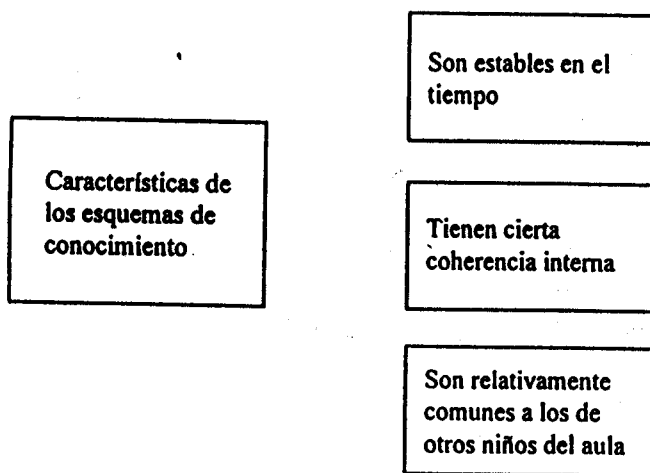 Características de
los esquemas de
conocimiento
Son estables en el
tiempo
Tienen cierta
coherencia interna
Son relativamente
comunes a los de
otros niños del aula